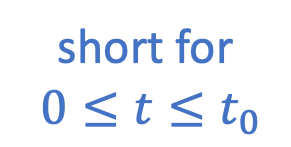 short for
0 ≤ t ≤ t₀